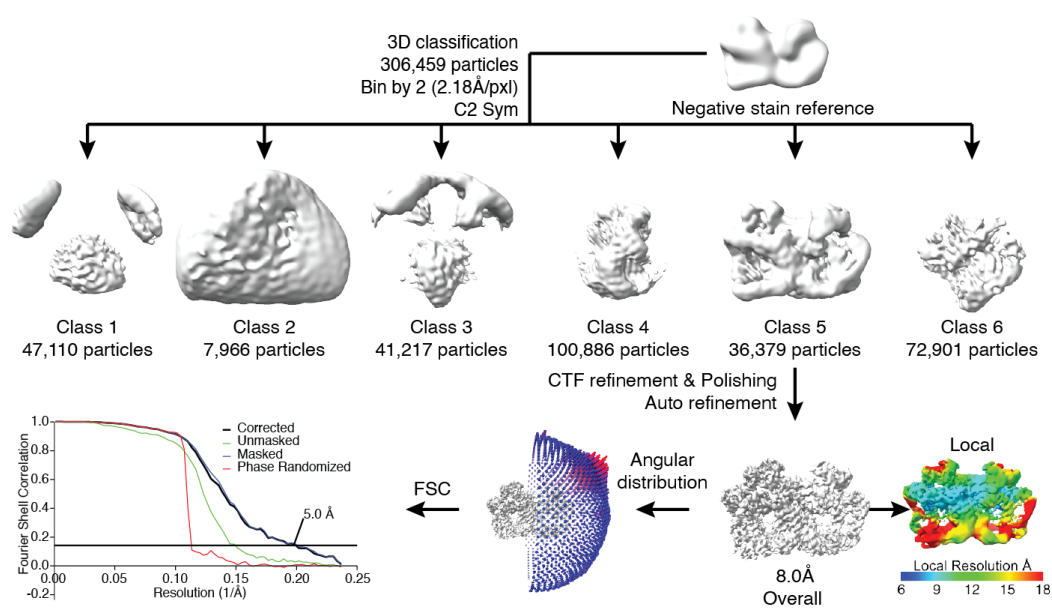 3D classification
306,459 particles
Bin by 2 (2.18Å/pxl)
C2 Sym
Negative stain reference
Class 1
47,110 particles
Class 2
7,966 particles
Class 3
41,217 particles
Class 4
100,886 particles
Class 5
36,379 particles
Class 6
72,901 particles
CTF refinement & Polishing
Auto refinement
Fourier Shell Correlation
1.0
0.8
0.6
0.4
0.2
0
-0.2
Corrected
Unmasked
Masked
Phase Randomized
5.0 Å
0.00 0.05 0.10 0.15 0.20 0.25
Resolution (1/Å)
FSC
Angular
distribution
8.0Å
Overall
Local
Local Resolution Å
6 9 12 15 18